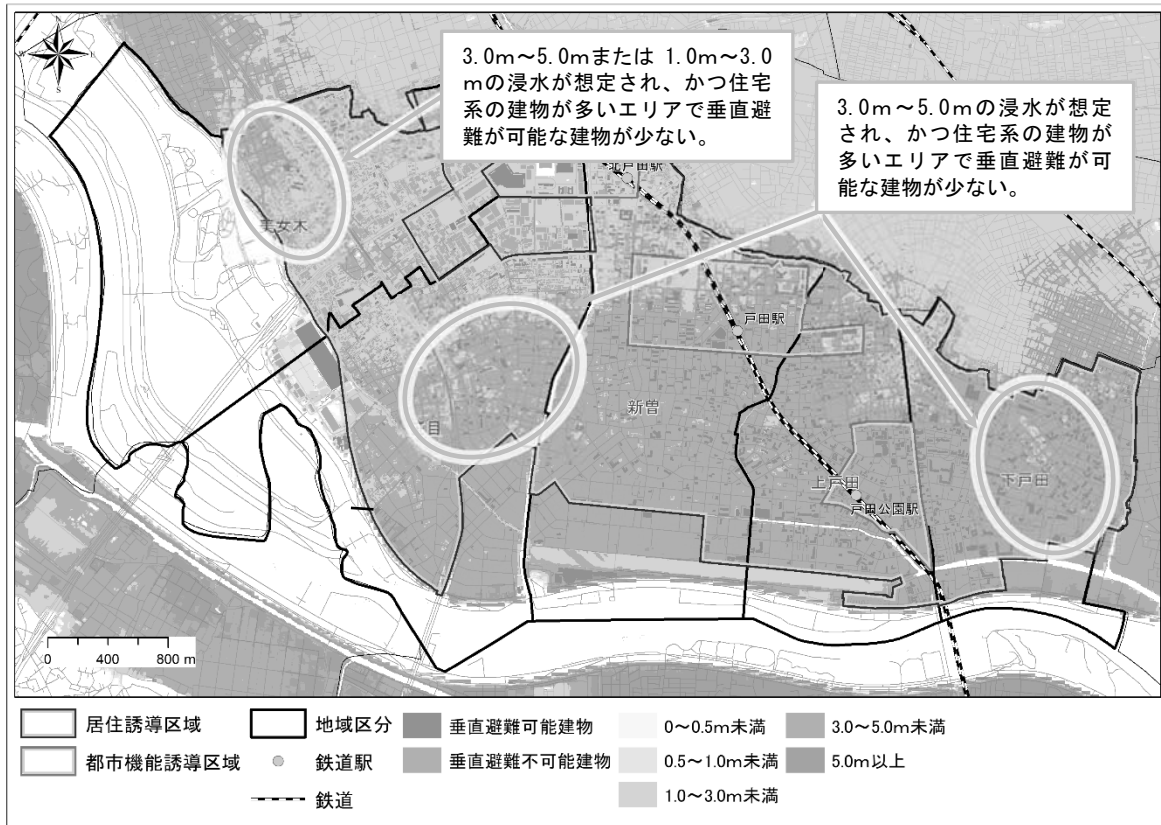 3.0m～5.0mまたは 1.0m～3.0
mの浸水が想定され、かつ住宅
系の建物が多いエリアで垂直避
難が可能な建物が少ない。
3.0m～5.0mの浸水が想定
され、かつ住宅系の建物が
多いエリアで垂直避難が可
能な建物が少ない。
北戸田駅
美女木
戸田駅
新曽
目
上戸田
戸田公園駅
下戸田
0 400 800 m
居住誘導区域
都市機能誘導区域
地域区分
鉄道駅
鉄道
垂直避難可能建物
垂直避難不可能建物
0～0.5m未満
0.5～1.0m未満
1.0～3.0m未満
3.0～5.0m未満
5.0m以上